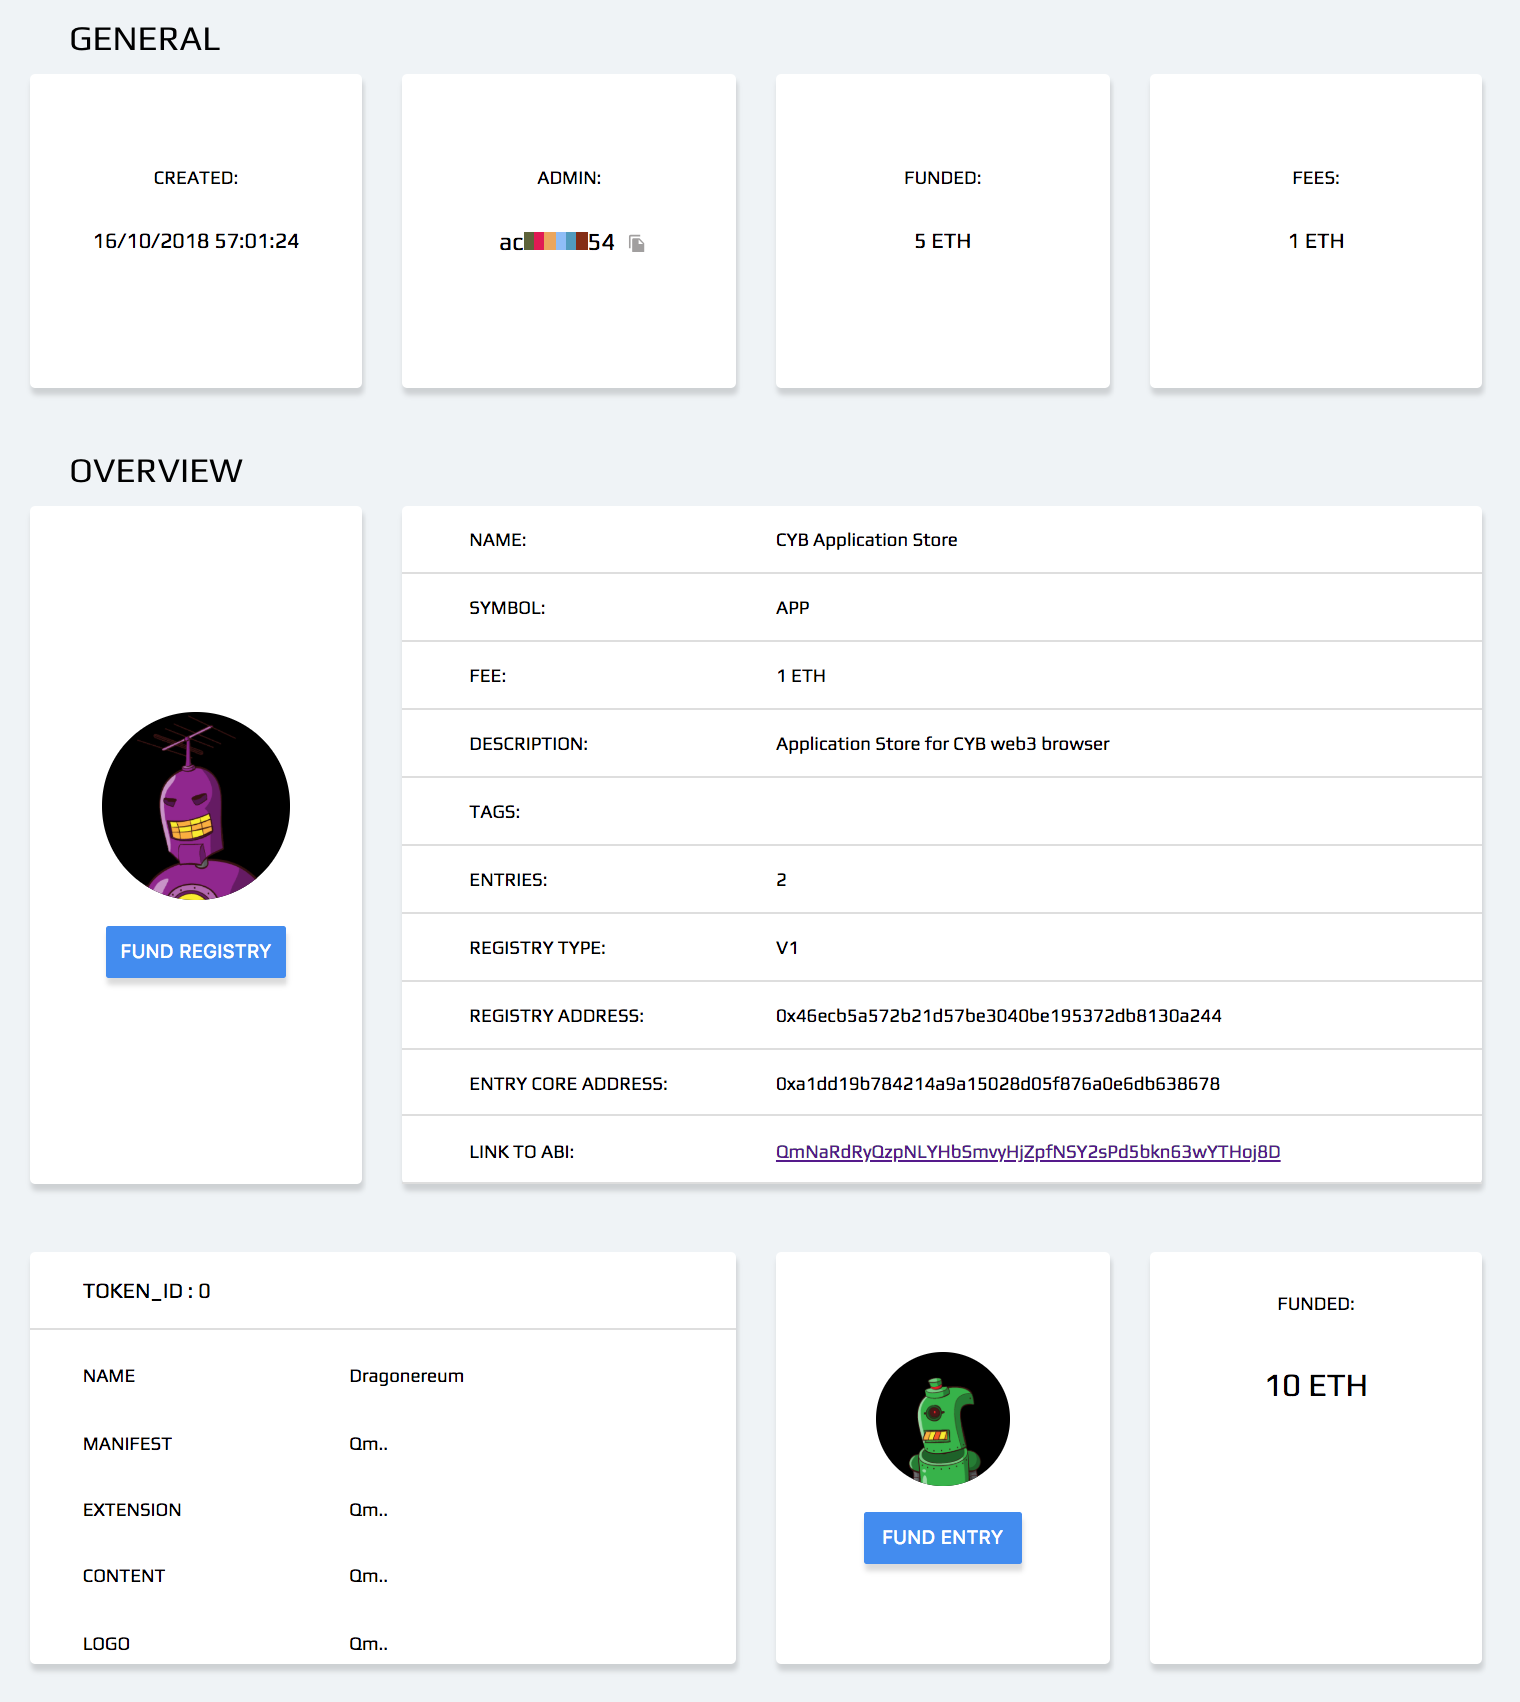 GENERAL
CREATED:
16/10/2018 57:01:24
ADMIN:
ac54
FUNDED:
5 ETH
FEES:
1 ETH
OVERVIEW
FUND REGISTRY
NAME: CYB Application Store
SYMBOL: APP
FEE: 1 ETH
DESCRIPTION: Application Store for CYB web3 browser
TAGS:
ENTRIES: 2
REGISTRY TYPE: V1
REGISTRY ADDRESS: 0x46ecb5a572b21d57be3040be195372db8130a244
ENTRY CORE ADDRESS: 0xa1dd19b784214a9a15028d05f876a0e6db638678
LINK TO ABI: QmNaRdRyQzpNLYHbSmvyHjZpfNSY2sPd5bkn63wYTHoj8D
TOKEN_ID : 0
NAME Dragonereum
MANIFEST Qm..
EXTENSION Qm..
CONTENT Qm..
LOGO Qm..
FUND ENTRY
FUNDED:
10 ETH